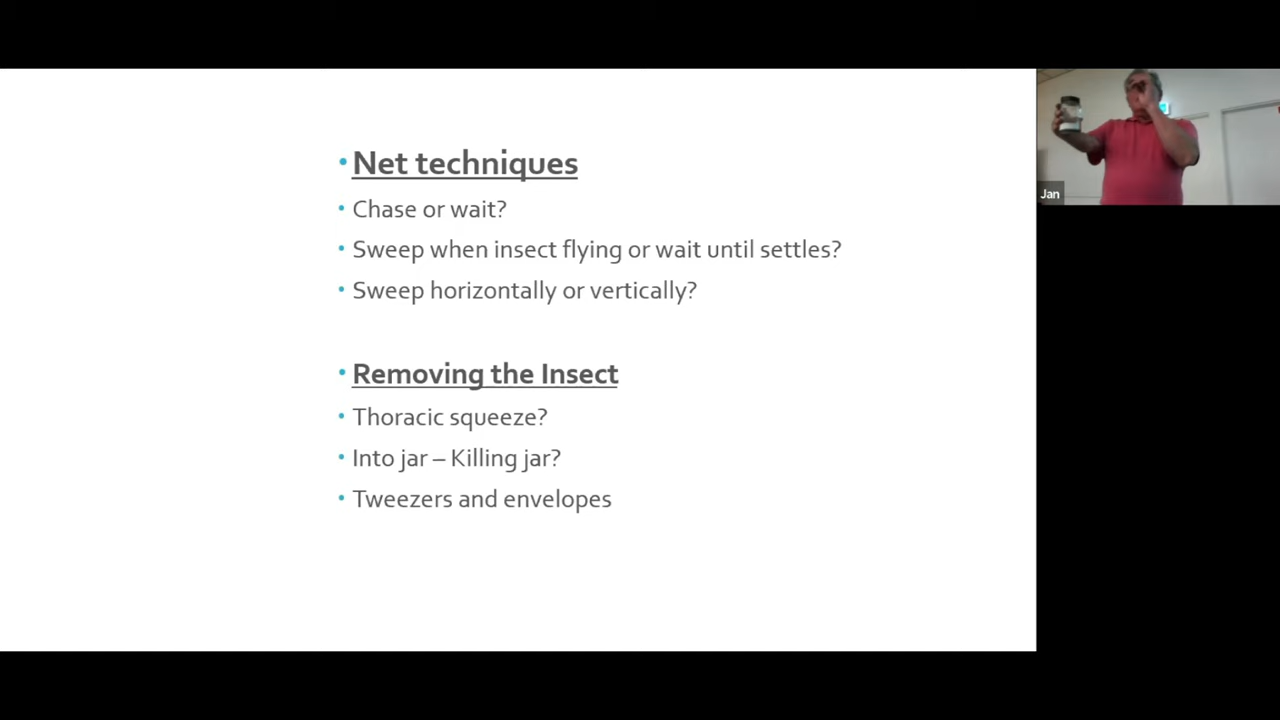 • Net techniques
• Chase or wait?
• Sweep when insect flying or wait until settles?
• Sweep horizontally or vertically?
• Removing the Insect
• Thoracic squeeze?
• Into jar – Killing jar?
• Tweezers and envelopes
Jan